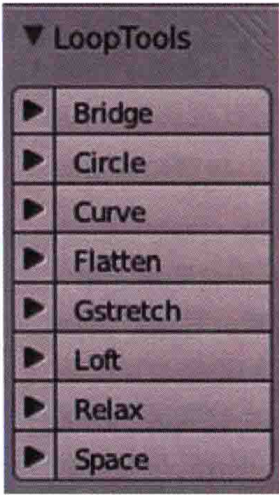 LoopTools
Bridge
Circle
Curve
Flatten
Gstretch
Loft
Relax
Space